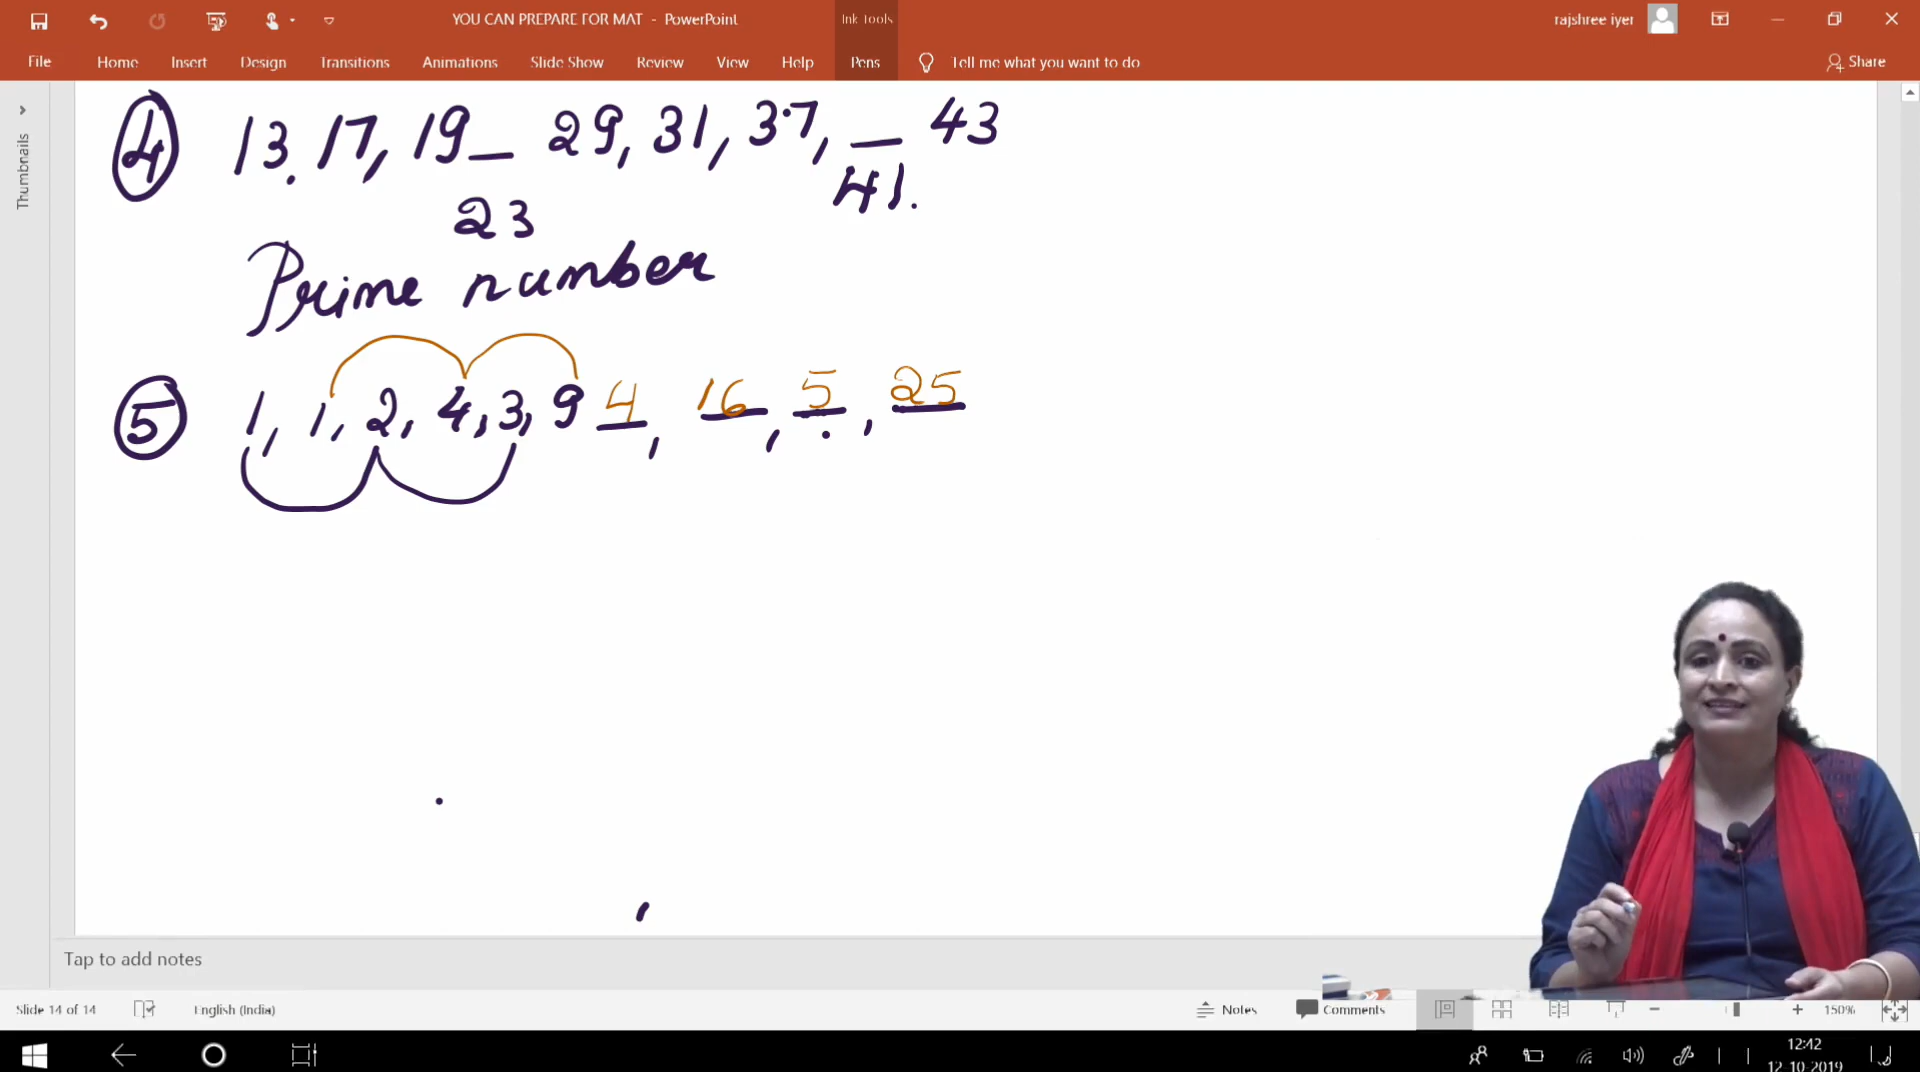 YOU CAN PREPARE FOR MAT - PowerPoint
Ink Tools
rajshree iyer
File Home Insert Design Transitions Animations Slide Show Review View Help Pens Tell me what you want to do Share
Thumbnails
4 13. 17, 19 _ 29, 31, 37, _ 43
23 41.
Prime number
5 1, 1, 2, 4, 3, 9 4, 16, 5, 25
Tap to add notes
Slide 14 of 14 English (India) Notes Comments 150%
12:42
12-10-2019